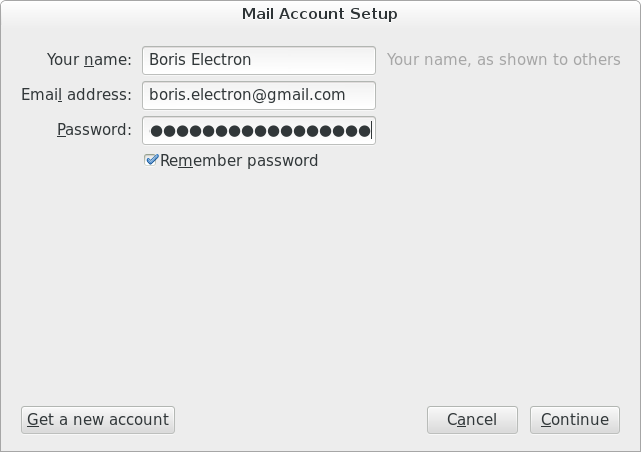 Mail Account Setup
Your name: Boris Electron Your name, as shown to others
Email address: boris.electron@gmail.com
Password: ●●●●●●●●●●●●●●●●●
Remember password
Get a new account Cancel Continue